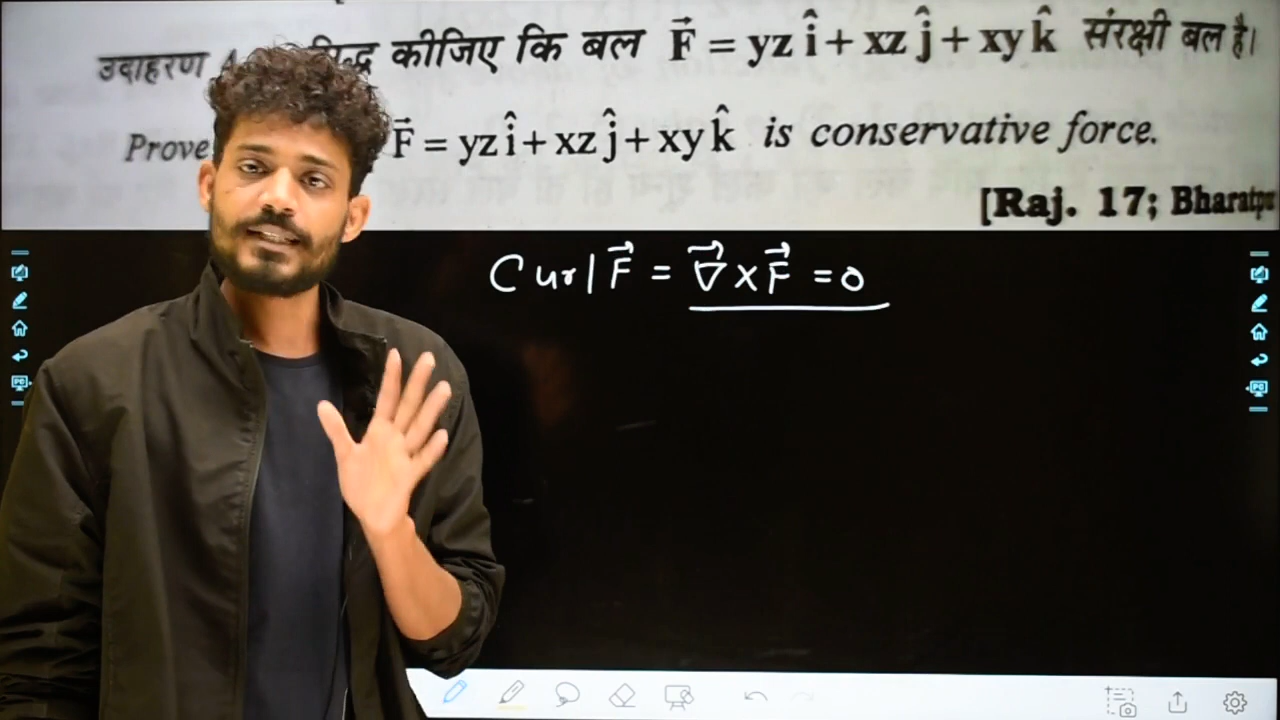 उदाहरण कीजिए कि बल F⃗ = yz î + xz ĵ + xy k̂ संरक्षी बल है।
Prove F⃗ = yz î + xz ĵ + xy k̂ is conservative force.
[Raj. 17; Bharatpu
Curl F⃗ = ∇⃗ × F⃗ = 0